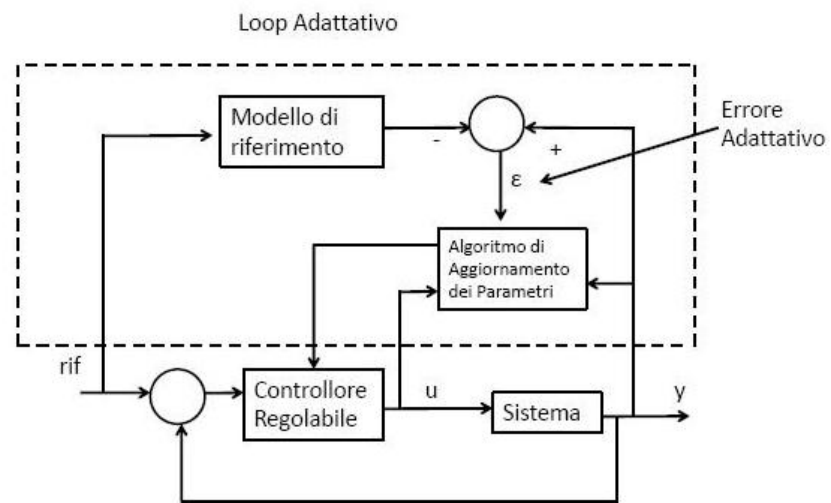 Loop Adattativo
Modello di
riferimento
-
+
Errore
Adattativo
ε
Algoritmo di
Aggiornamento
dei Parametri
rif
Controllore
Regolabile
u
Sistema
y